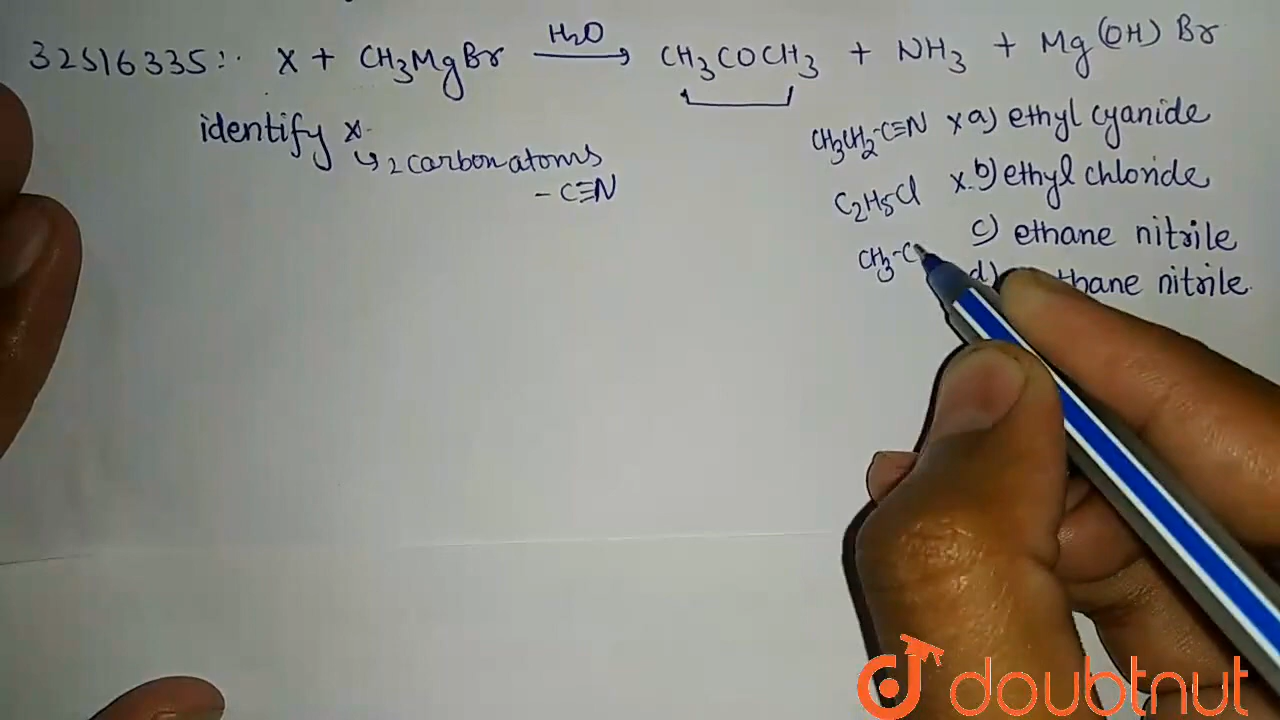 32516335:· X + CH₃MgBr H₂O→ CH₃COCH₃ + NH₃ + Mg(OH)Br
identify x.
↳ 2 carbon atoms
- C≡N
CH₃CH₂-C≡N x a) ethyl cyanide
C₂H₅Cl x. b) ethyl chloride
CH₃-C c) ethane nitrile
d) thane nitrile.
doubtnut